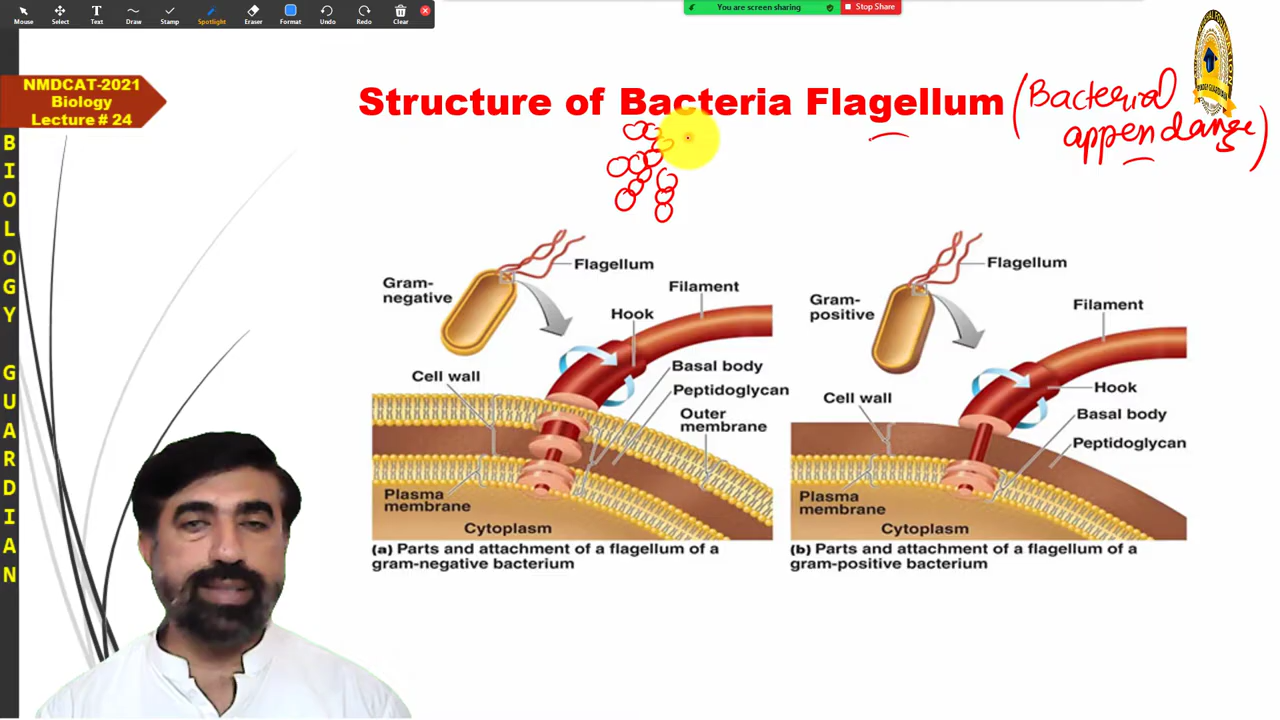 Mouse
Select
Text
Draw
Stamp
Spotlight
Eraser
Format
Undo
Redo
Clear
You are screen sharing
Stop Share
NMDCAT-2021
Biology
Lecture # 24
BIOLOGY GUARDIAN
Structure of Bacteria Flagellum
(Bacterial
appendange)
Gram-
negative
Flagellum
Filament
Hook
Basal body
Peptidoglycan
Outer
membrane
Cell wall
Plasma
membrane
Cytoplasm
(a) Parts and attachment of a flagellum of a
gram-negative bacterium
Gram-
positive
Flagellum
Filament
Hook
Basal body
Peptidoglycan
Cell wall
Plasma
membrane
Cytoplasm
(b) Parts and attachment of a flagellum of a
gram-positive bacterium